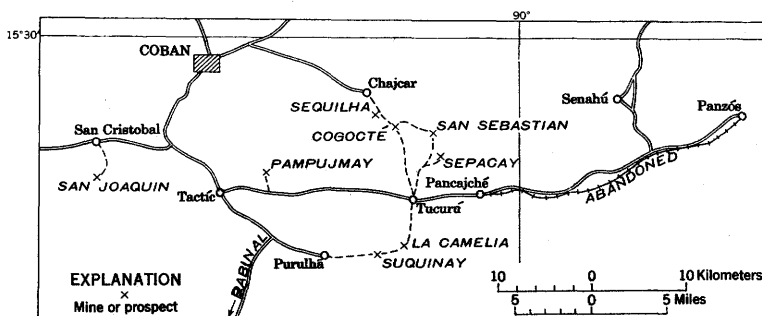 90°
15°30'
COBAN
Chajcar
SEQUILHA
Senahú
Panzós
COGOCTÉ
SAN SEBASTIAN
San Cristobal
PAMPUJMAY
SEPACAY
SAN JOAQUIN
Tactíc
Pancajché
ABANDONED
Tucurú
LA CAMELIA
Purulhá
SUQUINAY
EXPLANATION
× Mine or prospect
RABINAL
10 0 10 Kilometers
5 0 5 Miles